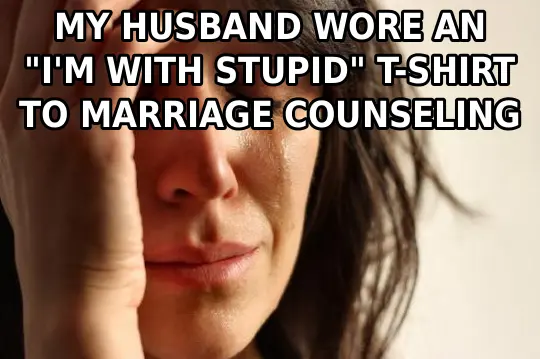 MY HUSBAND WORE AN
"I'M WITH STUPID" T-SHIRT
TO MARRIAGE COUNSELING